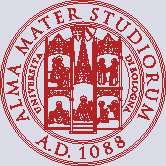 ALMA MATER STUDIORUM
A.D. 1088
UNIVERSITÀ
DI BOLOGNA